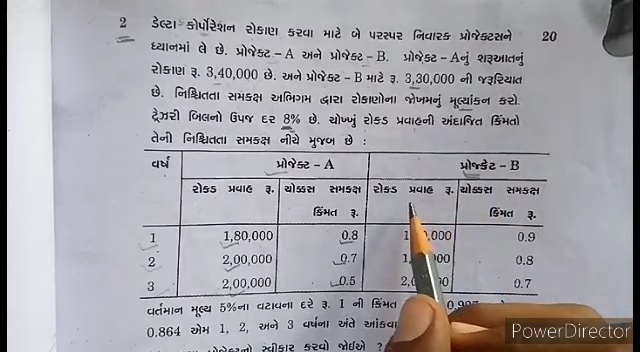 2 ડેલ્ટા કોર્પોરેશન રોકાણ કરવા માટે બે પરસ્પર નિવારક પ્રોજેક્ટસને 20
ધ્યાનમાં લે છે. પ્રોજેક્ટ – A અને પ્રોજેક્ટ – B. પ્રોજેક્ટ – Aનું શરૂઆતનું
રોકાણ રૂ. 3,40,000 છે. અને પ્રોજેક્ટ – B માટે રૂ. 3,30,000 ની જરૂરિયાત
છે. નિશ્ચિતતા સમકક્ષ અભિગમ દ્વારા રોકાણોના જોખમનું મૂલ્યાંકન કરો.
ટ્રેઝરી બિલનો ઉપજ દર 8% છે. ચોખ્ખું રોકડ પ્રવાહની અંદાજિત કિંમતો
તેની નિશ્ચિતતા સમકક્ષ નીચે મુજબ છે :
વર્ષ પ્રોજેક્ટ – A પ્રોજેક્ટ – B
રોકડ પ્રવાહ રૂ. ચોક્કસ સમકક્ષ રોકડ પ્રવાહ રૂ. ચોક્કસ સમકક્ષ
કિંમત રૂ. કિંમત રૂ.
1 1,80,000 0.8 0.9
2 2,00,000 0.7 0.8
3 2,00,000 0.5 0.7
વર્તમાન મૂલ્ય 5%ના વટાવના દરે રૂ. 1 ની કિંમત
0.864 એમ 1, 2, અને 3 વર્ષના અંતે આંકવા
પ્રોજેક્ટનો સ્વીકાર કરવો જોઈએ ?
PowerDirector